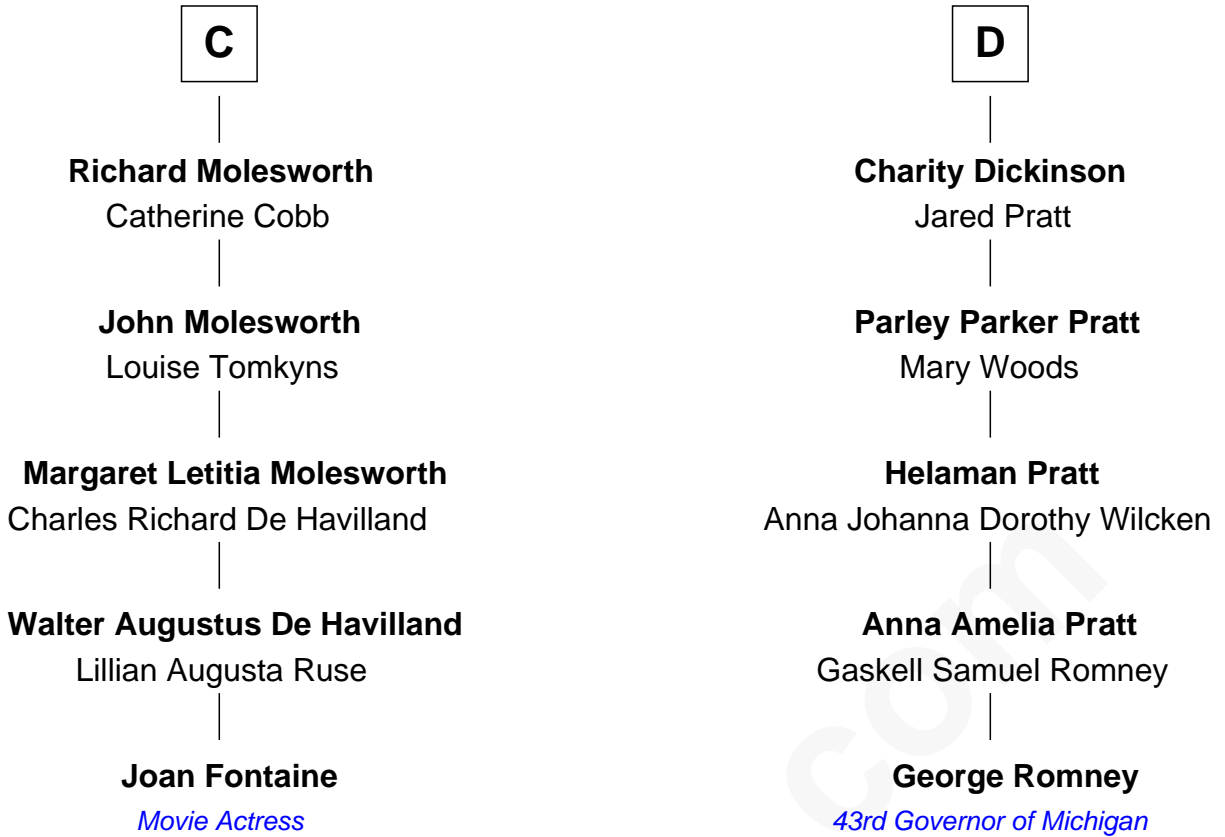 C
Richard Molesworth
Catherine Cobb
John Molesworth
Louise Tomkyns
Margaret Letitia Molesworth
Charles Richard De Havilland
Walter Augustus De Havilland
Lillian Augusta Ruse
Joan Fontaine
Movie Actress
D
Charity Dickinson
Jared Pratt
Parley Parker Pratt
Mary Woods
Helaman Pratt
Anna Johanna Dorothy Wilcken
Anna Amelia Pratt
Gaskell Samuel Romney
George Romney
43rd Governor of Michigan
com